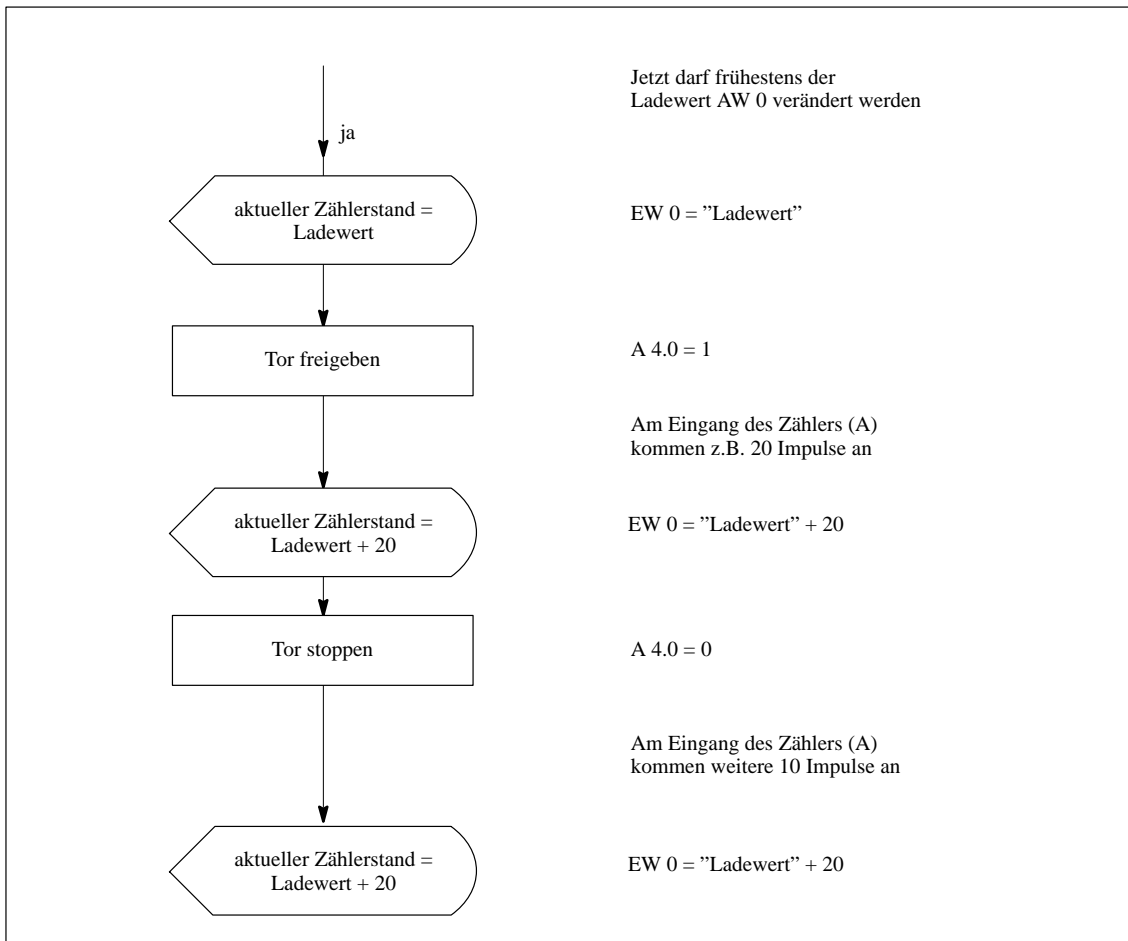 Jetzt darf frühestens der
Ladewert AW 0 verändert werden
ja
aktueller Zählerstand =
Ladewert
EW 0 = ”Ladewert”
Tor freigeben
A 4.0 = 1
Am Eingang des Zählers (A)
kommen z.B. 20 Impulse an
aktueller Zählerstand =
Ladewert + 20
EW 0 = ”Ladewert” + 20
Tor stoppen
A 4.0 = 0
Am Eingang des Zählers (A)
kommen weitere 10 Impulse an
aktueller Zählerstand =
Ladewert + 20
EW 0 = ”Ladewert” + 20